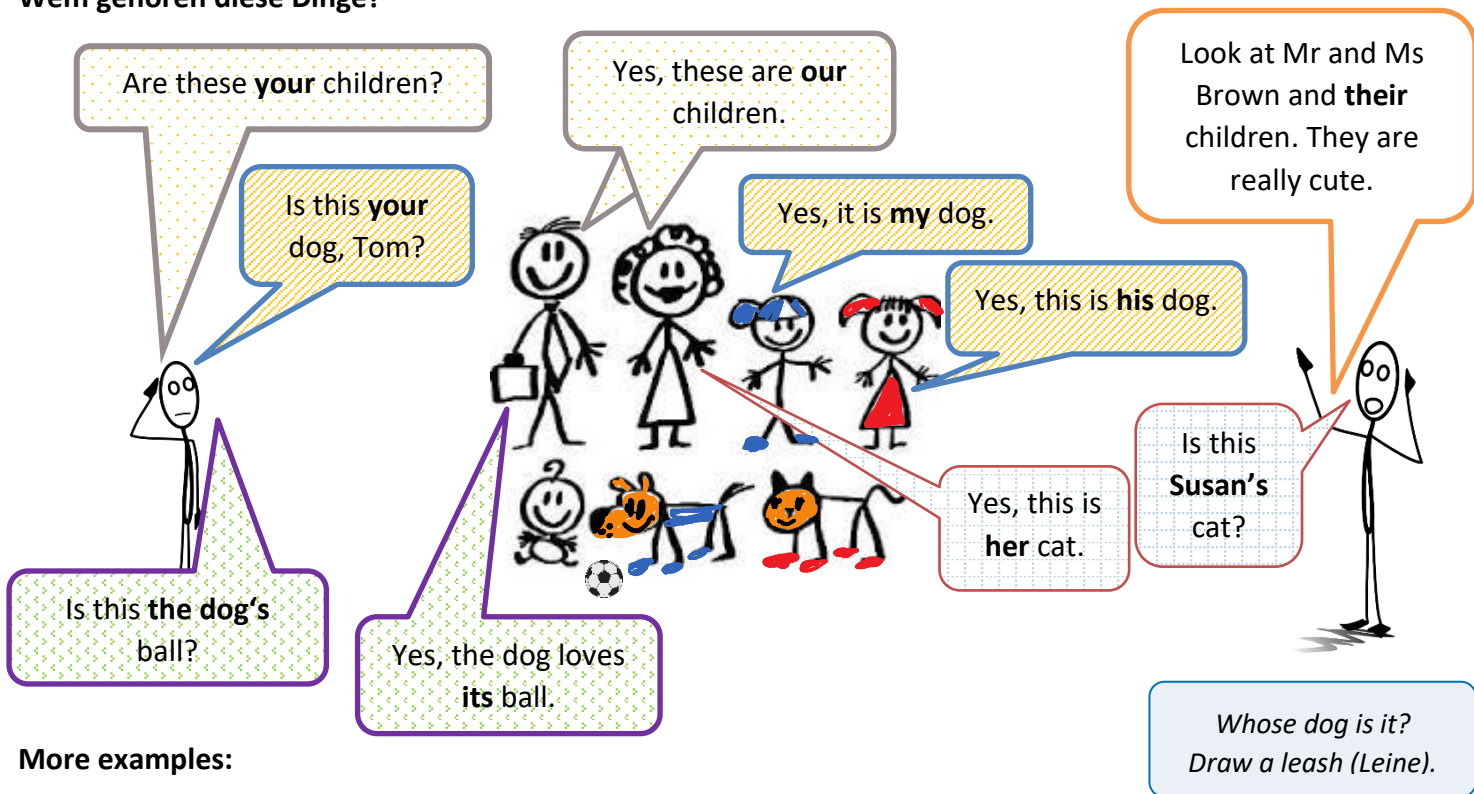 Wem gehören diese Dinge?
Are these your children?
Yes, these are our
children.
Look at Mr and Ms
Brown and their
children. They are
really cute.
Is this your
dog, Tom?
Yes, it is my dog.
Yes, this is his dog.
Is this
Susan's
cat?
Yes, this is
her cat.
Is this the dog‘s
ball?
Yes, the dog loves
its ball.
Whose dog is it?
Draw a leash (Leine).
More examples: